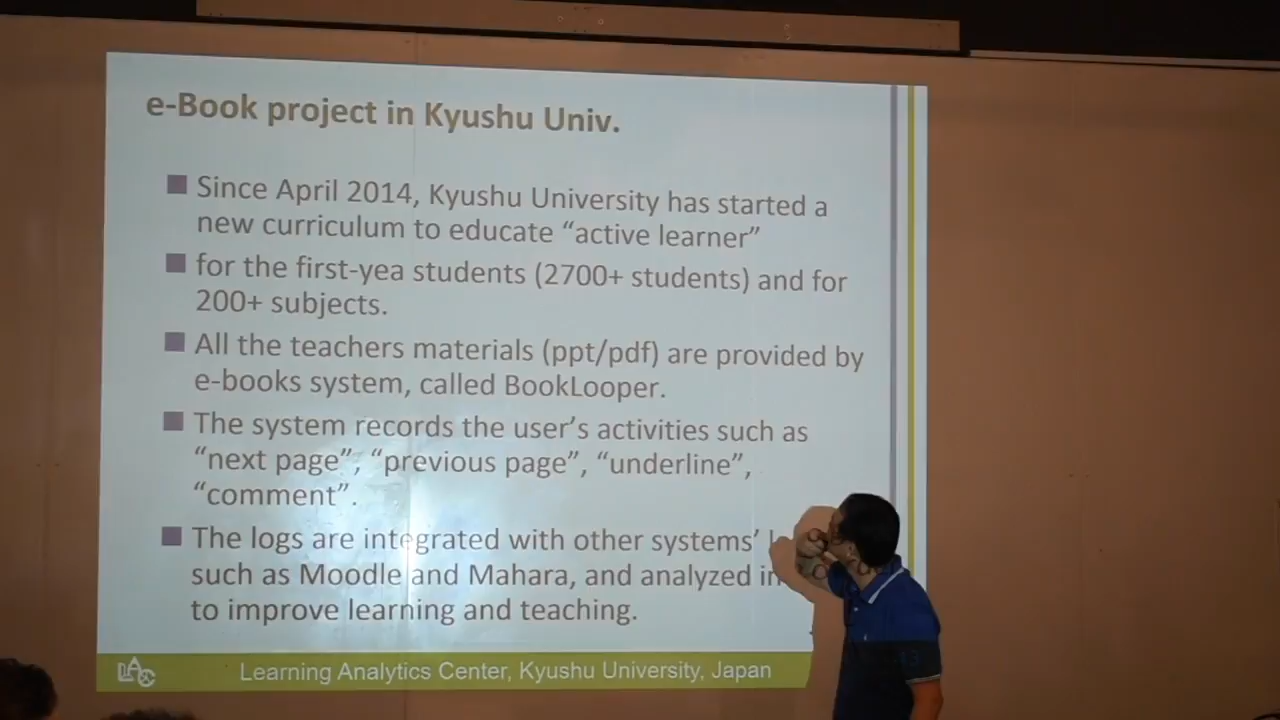 e-Book project in Kyushu Univ.
Since April 2014, Kyushu University has started a
new curriculum to educate “active learner”
for the first-yea students (2700+ students) and for
200+ subjects.
All the teachers materials (ppt/pdf) are provided by
e-books system, called BookLooper.
The system records the user’s activities such as
“next page”, “previous page”, “underline”,
“comment”.
The logs are integrated with other systems’
such as Moodle and Mahara, and analyzed in
to improve learning and teaching.
LAC Learning Analytics Center, Kyushu University, Japan
13